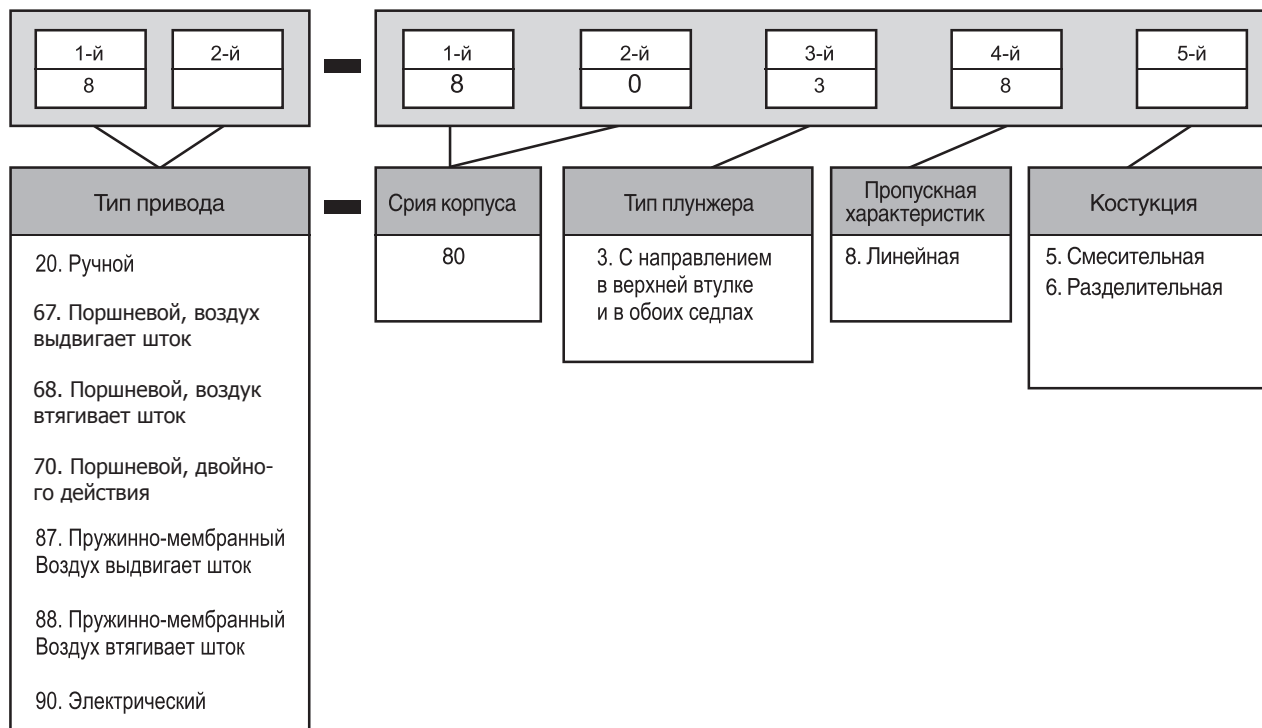 1-й 2-й 1-й 2-й 3-й 4-й 5-й
8 8 0 3 8
Тип привода
20. Ручной
67. Поршневой, воздух
выдвигает шток
68. Поршневой, воздук
втягивает шток
70. Поршневой, двойно-
го действия
87. Пружинно-мембранный
Воздух выдвигает шток
88. Пружинно-мембранный
Воздух втягивает шток
90. Электрический
Срия корпуса
80
Тип плунжера
3. С направлением
в верхней втулке
и в обоих седлах
Пропускная
характеристик
8. Линейная
Костукция
5. Смесительная
6. Разделительная